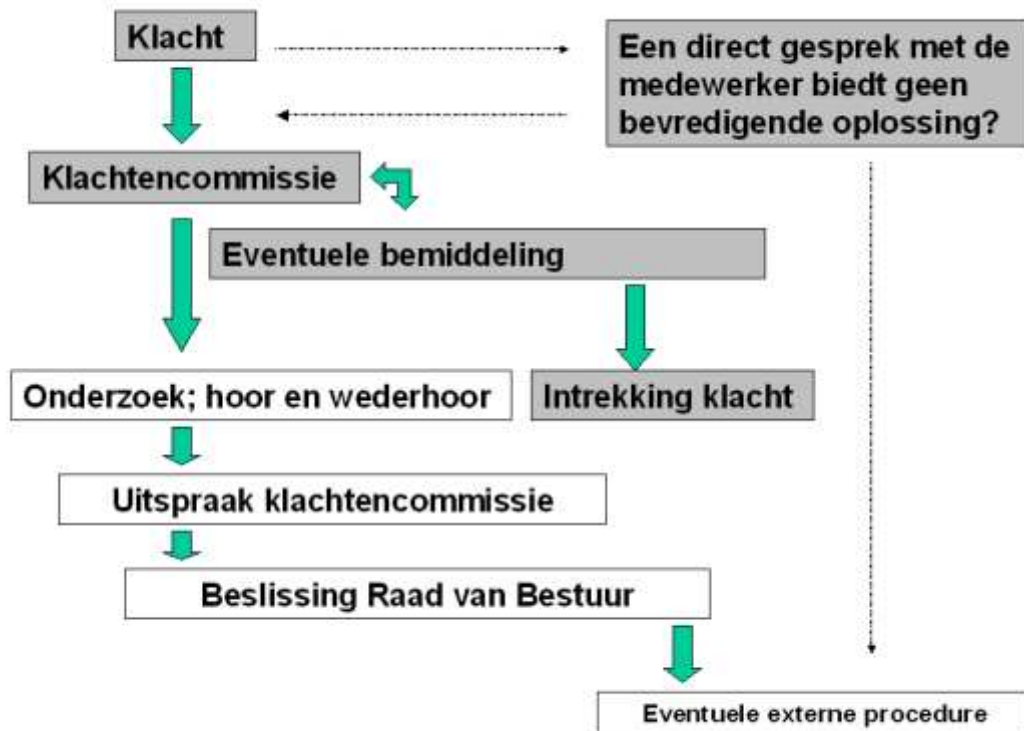 Klacht
Een direct gesprek met de
medewerker biedt geen
bevredigende oplossing?
Klachtencommissie
Eventuele bemiddeling
Onderzoek; hoor en wederhoor
Intrekking klacht
Uitspraak klachtencommissie
Beslissing Raad van Bestuur
Eventuele externe procedure